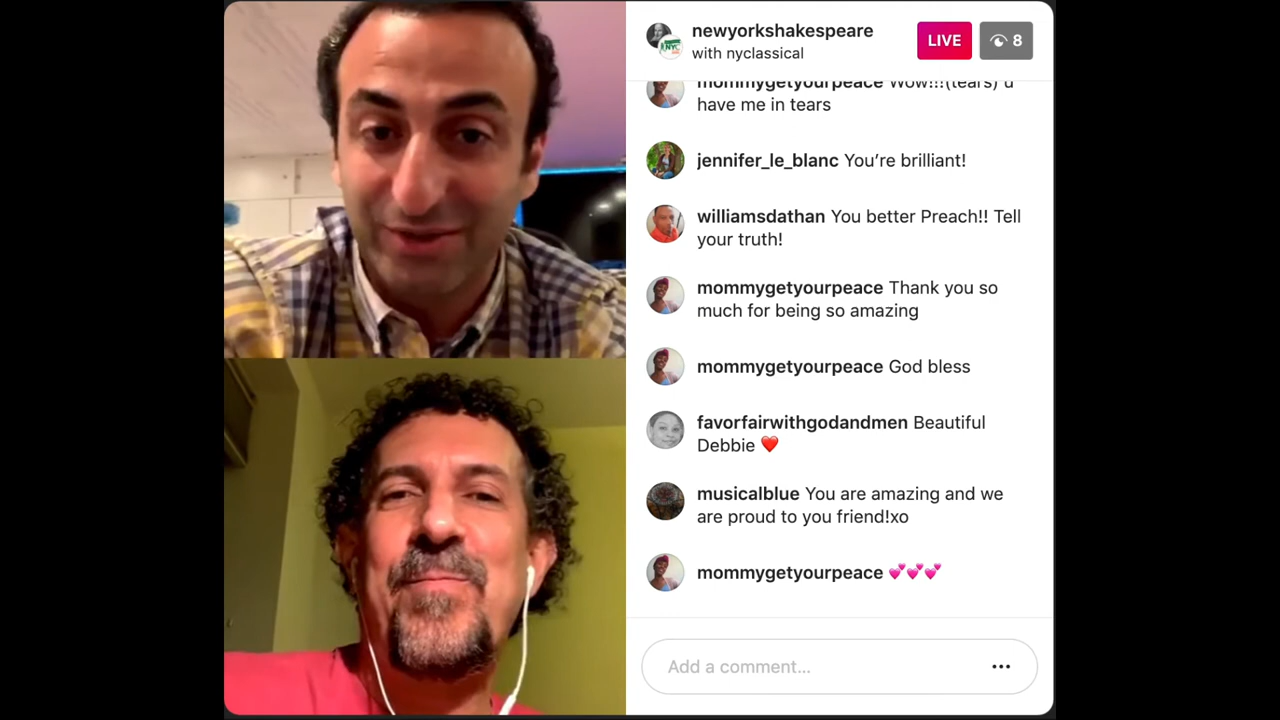 newyorkshakespeare
with nyclassical
LIVE
8
NYC
mommygetyourpeace Wow!!!(tears) u
have me in tears
jennifer_le_blanc You’re brilliant!
williamsdathan You better Preach!! Tell
your truth!
mommygetyourpeace Thank you so
much for being so amazing
mommygetyourpeace God bless
favorfairwithgodandmen Beautiful
Debbie ❤️
musicalblue You are amazing and we
are proud to you friend!xo
mommygetyourpeace 💕💕💕
Add a comment...